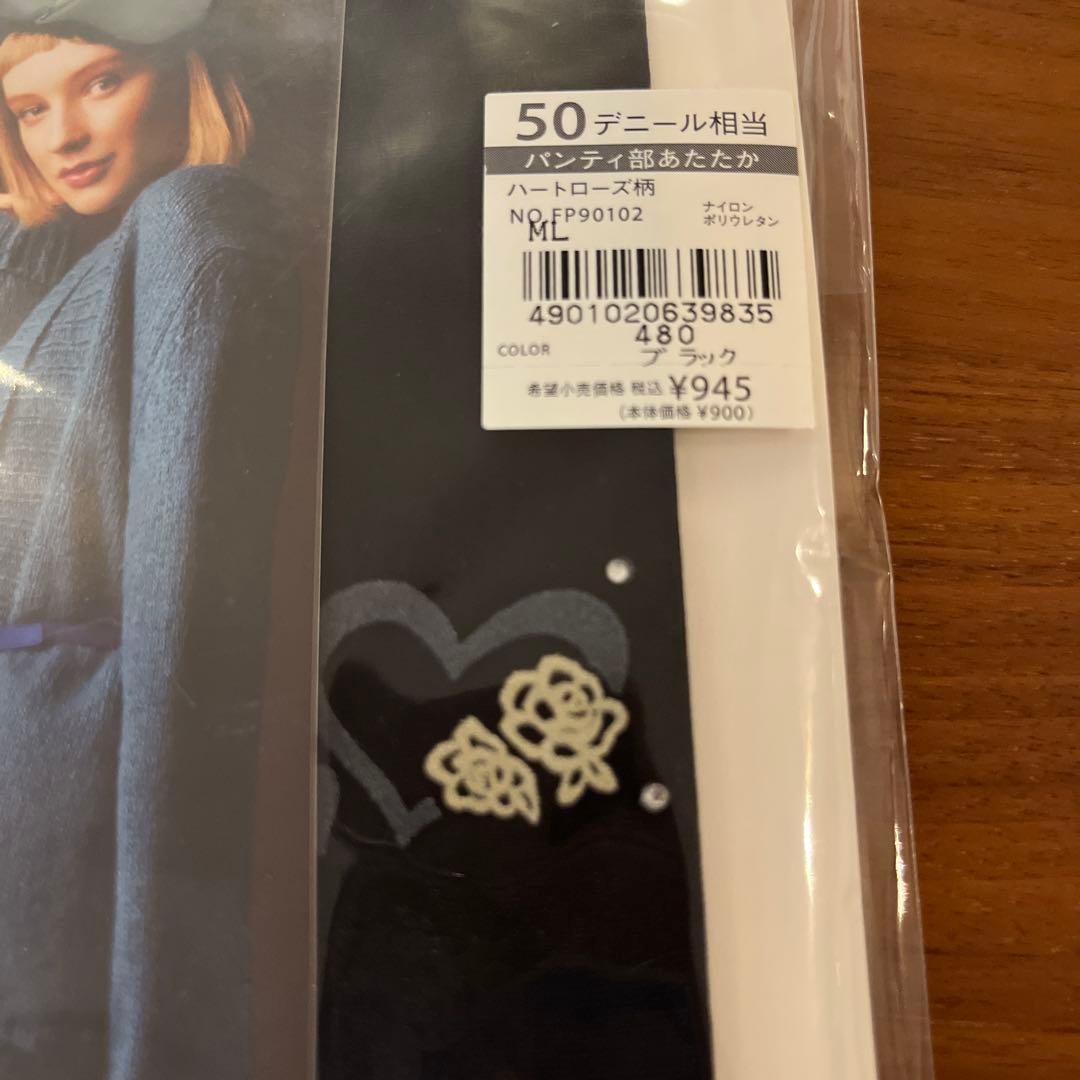 50デニール相当
パンティ部あたたか
ハートローズ柄
NO.FP90102
ナイロン
ポリウレタン
ML
4901020639835
480
COLOR ブラック
希望小売価格 税込 ¥945
(本体価格 ¥900)